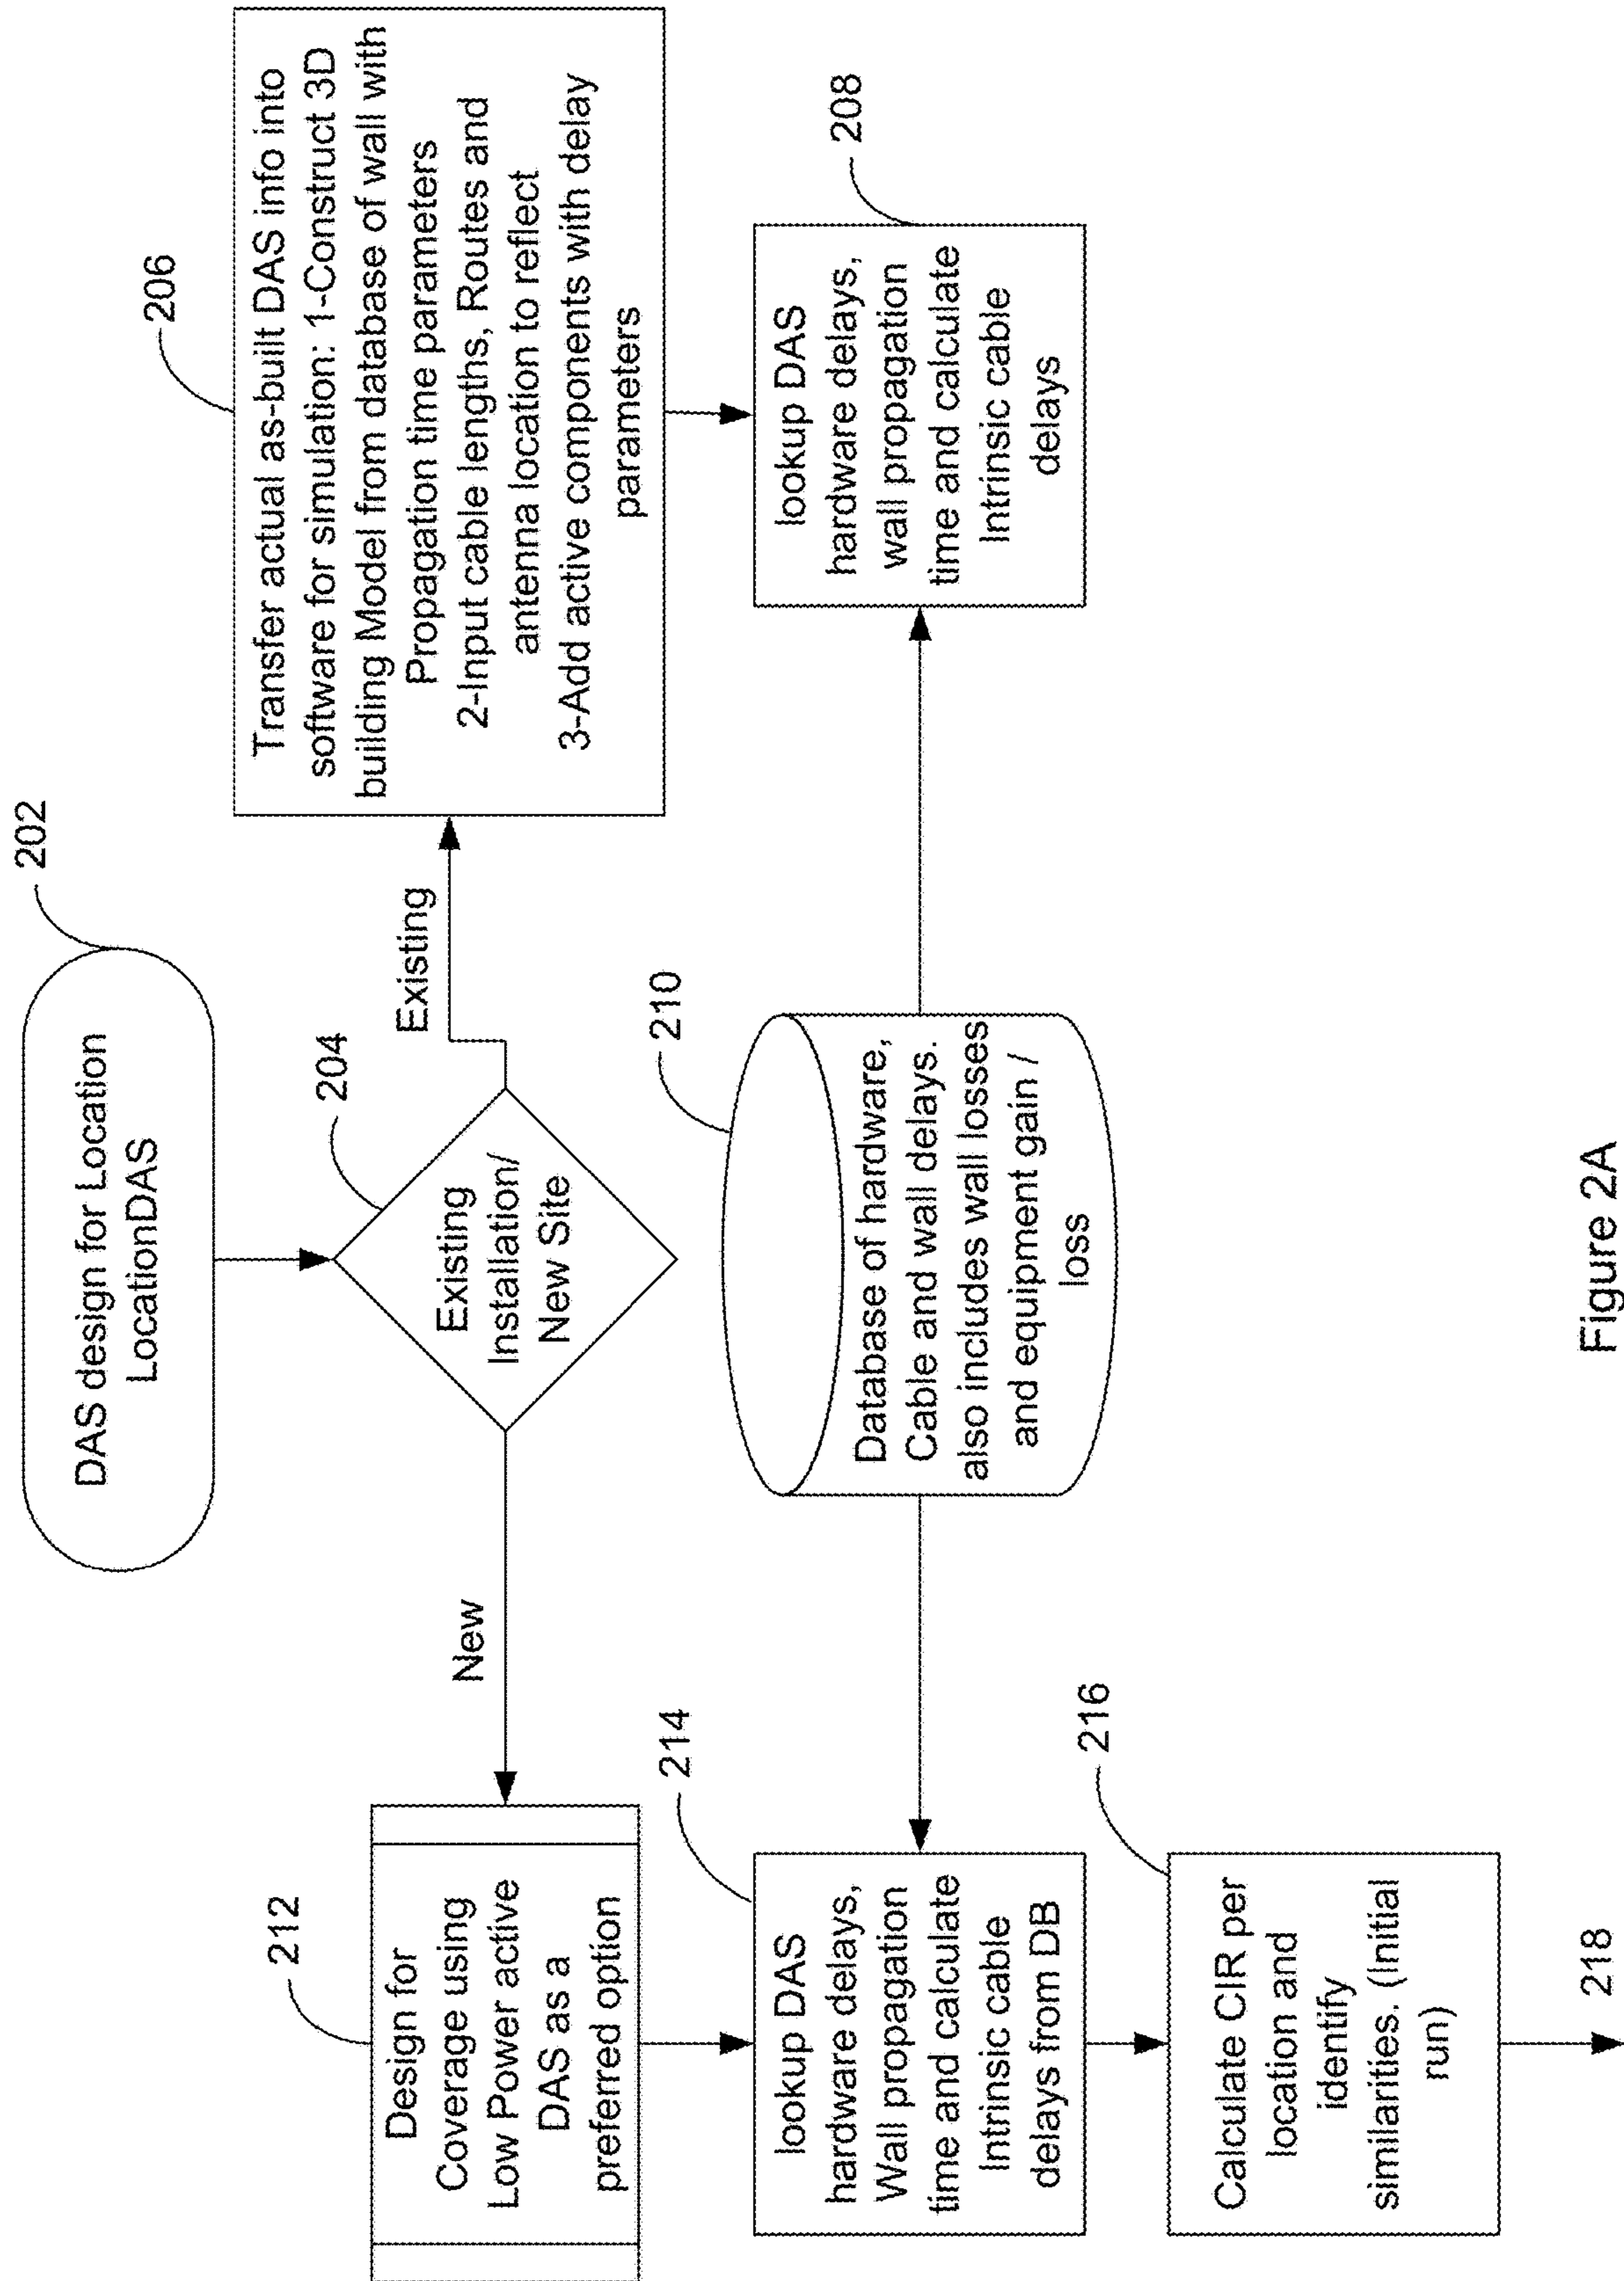 202
DAS design for Location
LocationDAS
204
Existing
Installation/
New Site
Existing
New
206
Transfer actual as-built DAS info into
software for simulation: 1-Construct 3D
building Model from database of wall with
Propagation time parameters
2-Input cable lengths, Routes and
antenna location to reflect
3-Add active components with delay
parameters
212
Design for
Coverage using
Low Power active
DAS as a
preferred option
210
Database of hardware,
Cable and wall delays.
also includes wall losses
and equipment gain /
loss
208
lookup DAS
hardware delays,
wall propagation
time and calculate
Intrinsic cable
delays
214
lookup DAS
hardware delays,
Wall propagation
time and calculate
Intrinsic cable
delays from DB
216
Calculate CIR per
location and
identify
similarities. (Initial
run)
218
Figure 2A